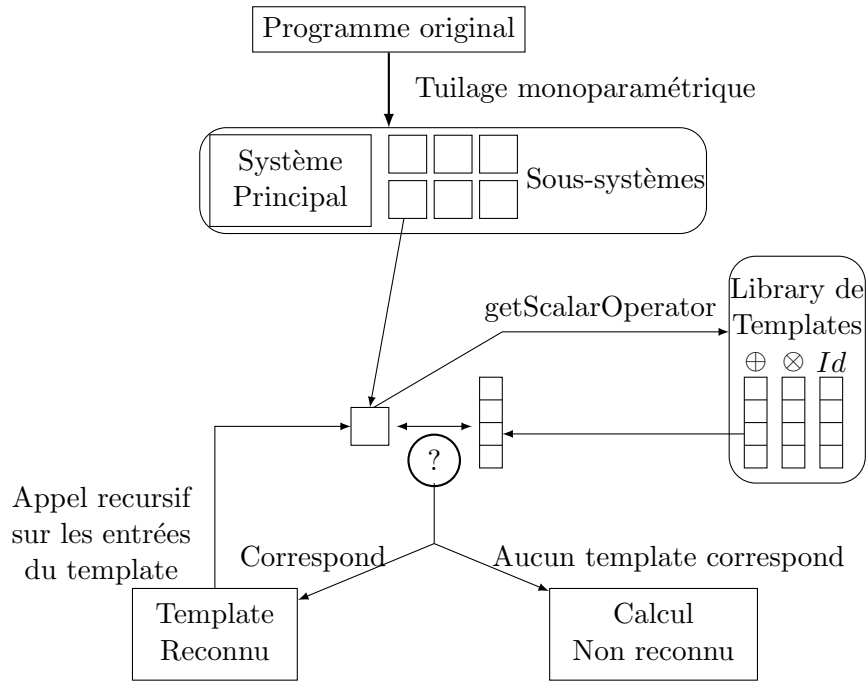 Programme original
Tuilage monoparamétrique
Système
Principal
Sous-systèmes
getScalarOperator
Library de
Templates
⊕ ⊗ Id
?
Appel recursif
sur les entrées
du template
Correspond
Aucun template correspond
Template
Reconnu
Calcul
Non reconnu